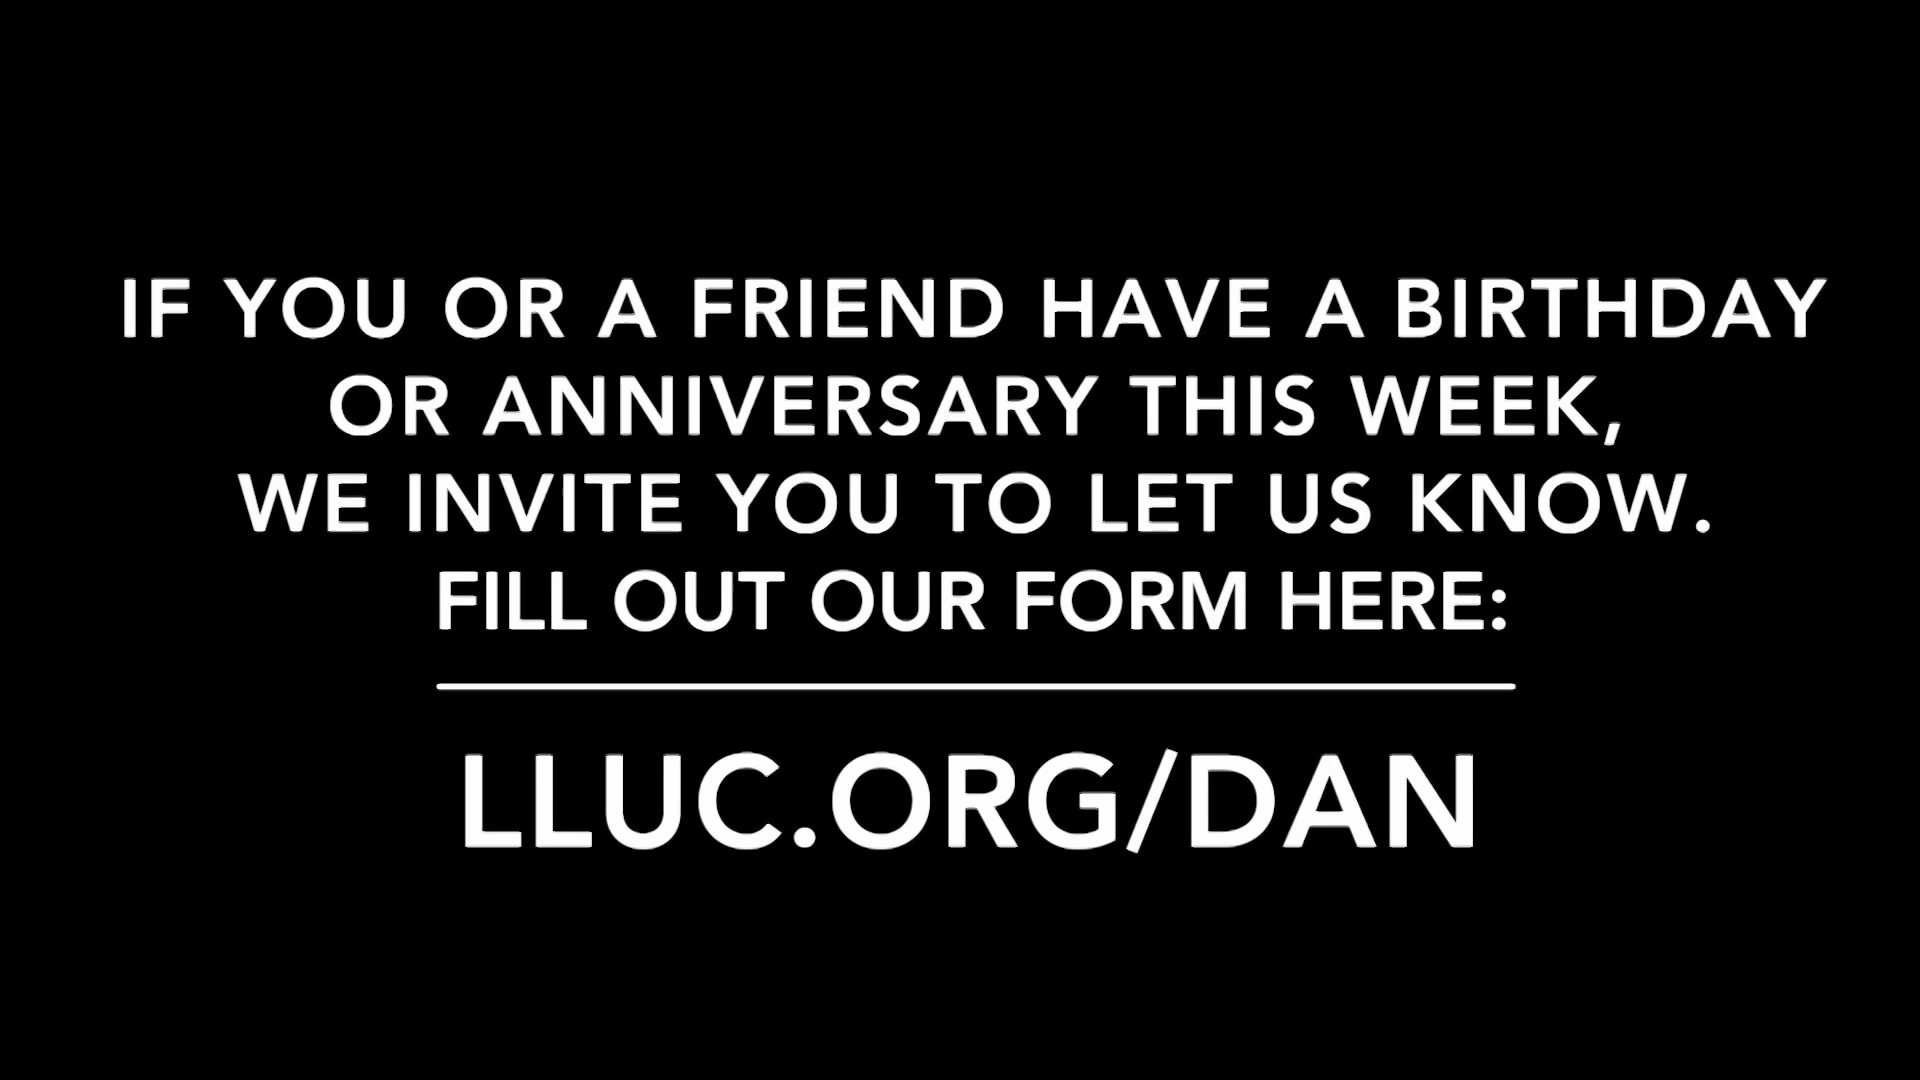 IF YOU OR A FRIEND HAVE A BIRTHDAY
OR ANNIVERSARY THIS WEEK,
WE INVITE YOU TO LET US KNOW.
FILL OUT OUR FORM HERE:
LLUC.ORG/DAN